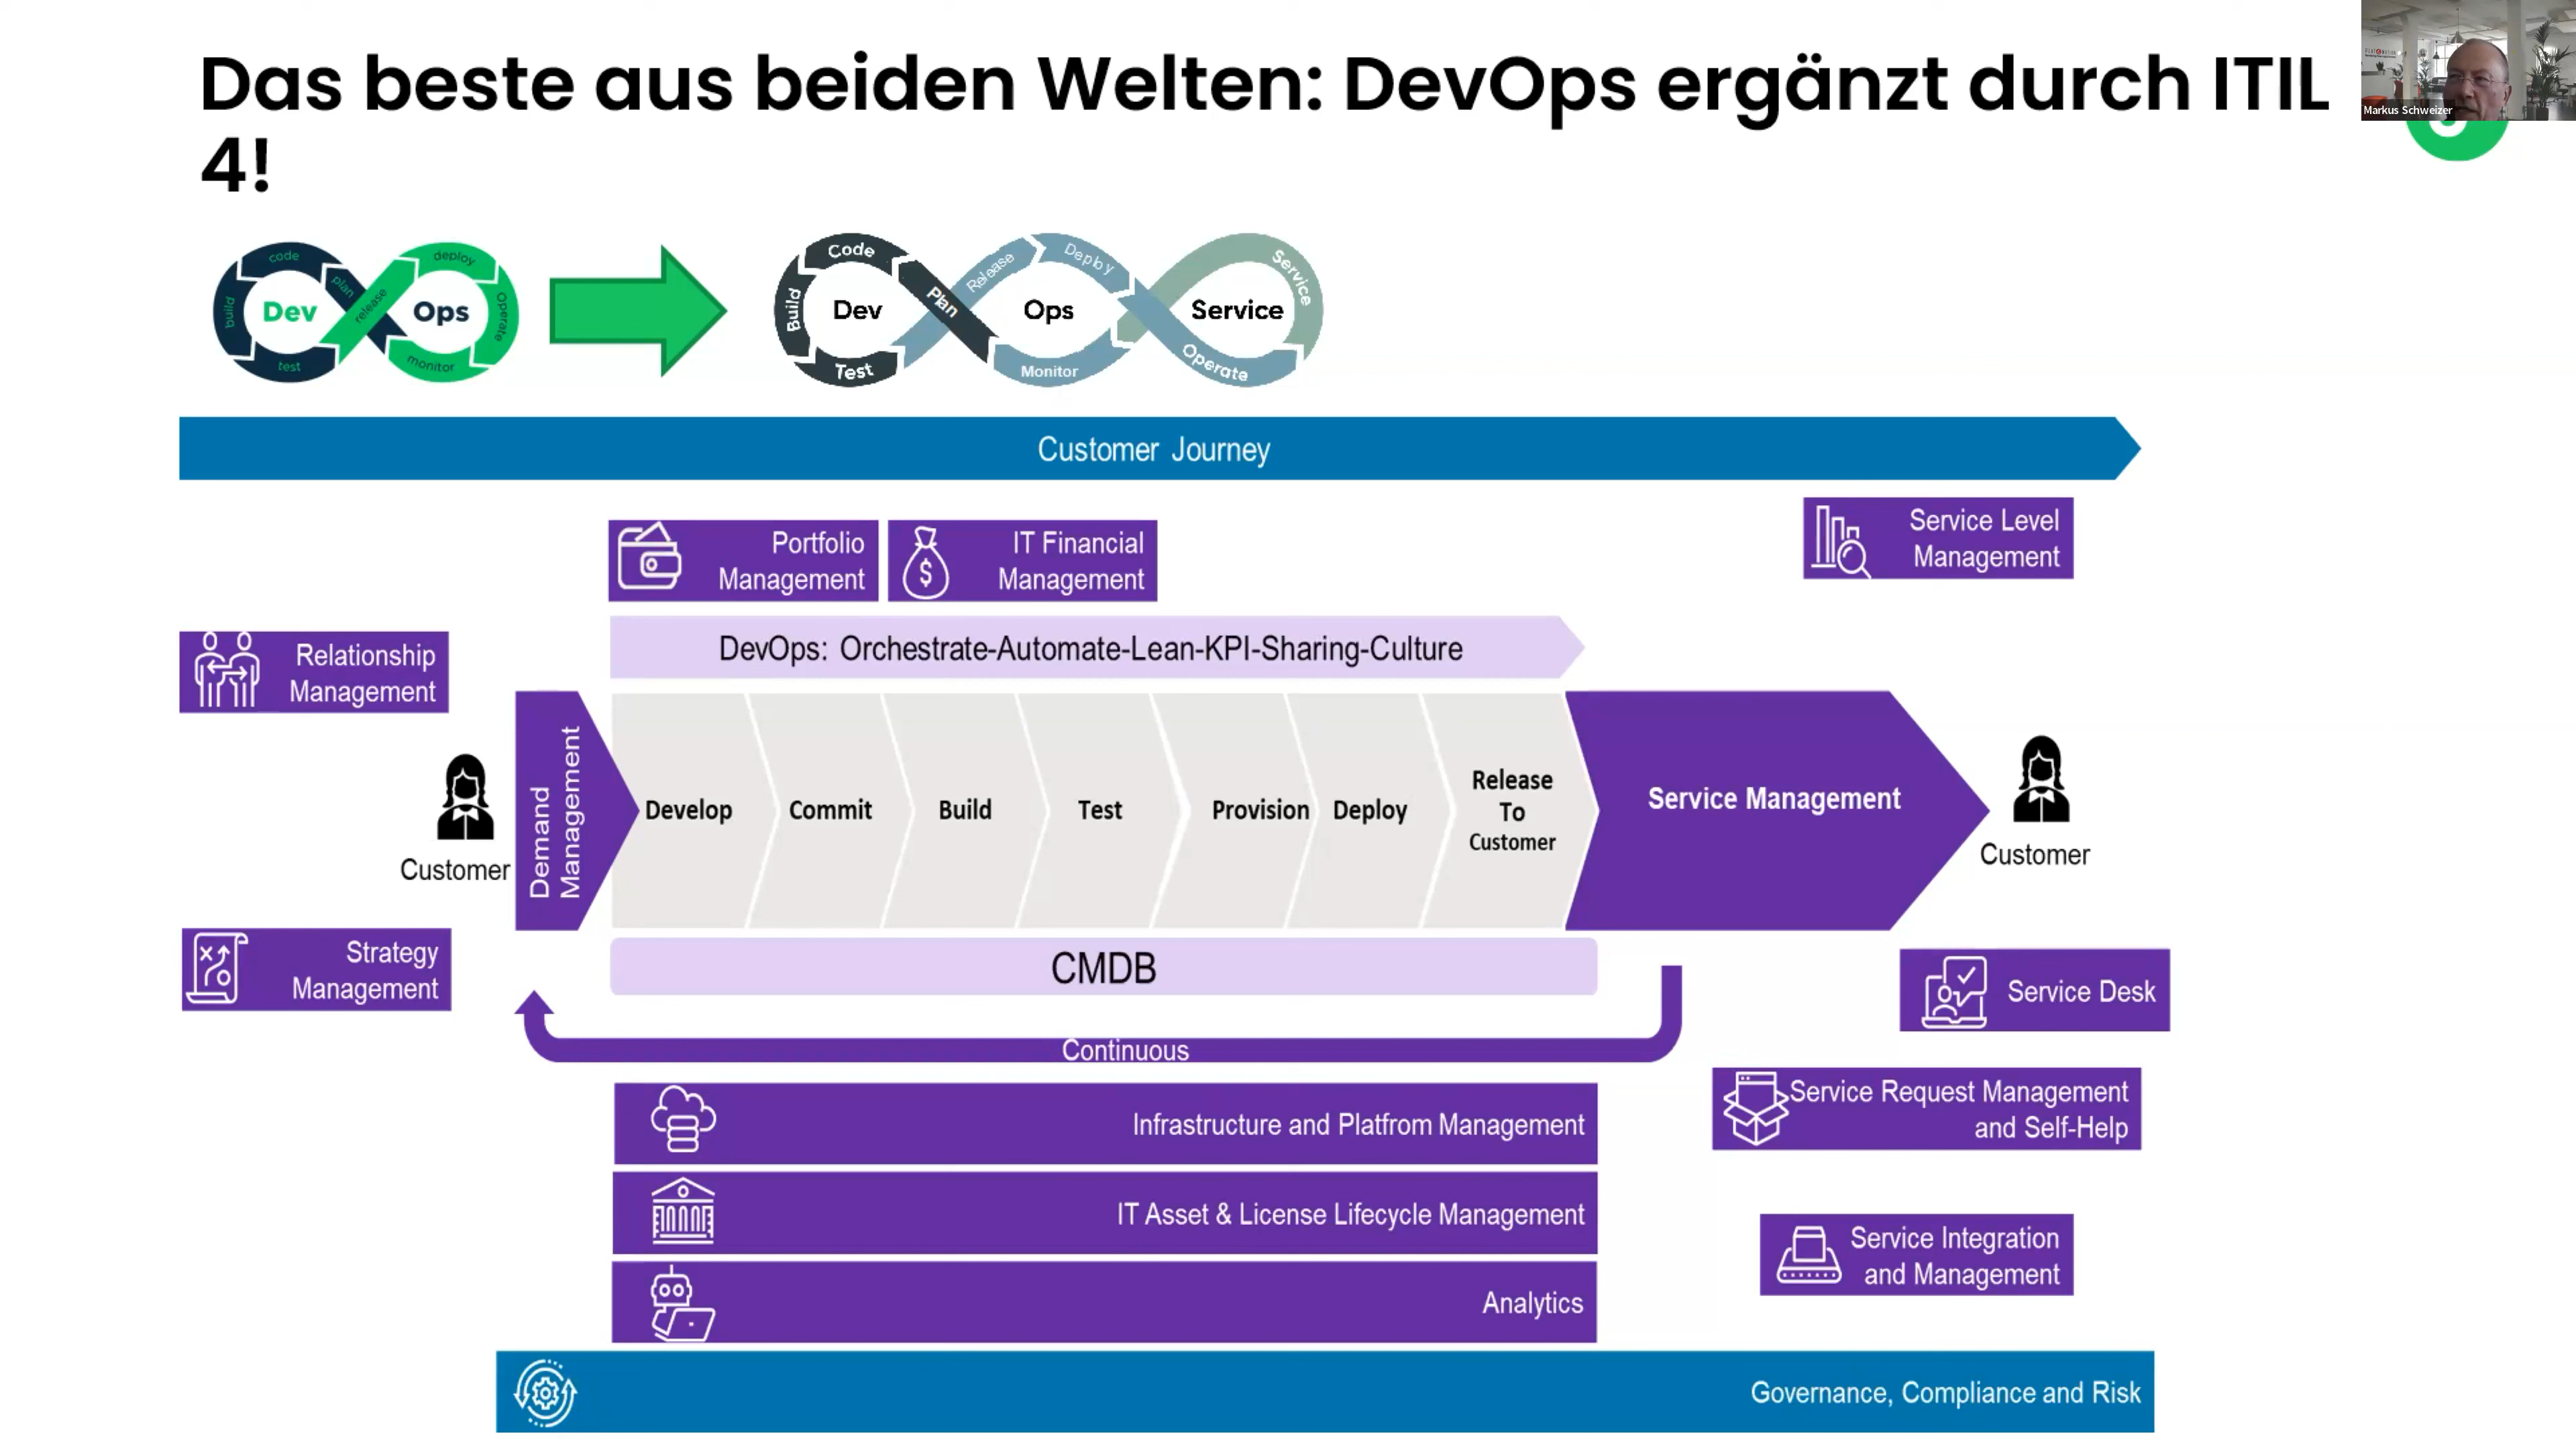 Das beste aus beiden Welten: DevOps ergänzt durch ITIL
4!
Markus Schweizer
code
plan
build
Dev
test
release
deploy
Ops
operate
monitor
Code
Build
Dev
Plan
Test
Release
Deploy
Ops
Monitor
Service
Service
Operate
Customer Journey
Portfolio
Management
IT Financial
Management
Service Level
Management
DevOps: Orchestrate-Automate-Lean-KPI-Sharing-Culture
Relationship
Management
Customer
Demand
Management
Develop
Commit
Build
Test
Provision
Deploy
Release
To
Customer
Service Management
Customer
Strategy
Management
CMDB
Continuous
Service Desk
Infrastructure and Platfrom Management
Service Request Management
and Self-Help
IT Asset & License Lifecycle Management
Service Integration
and Management
Analytics
Governance, Compliance and Risk